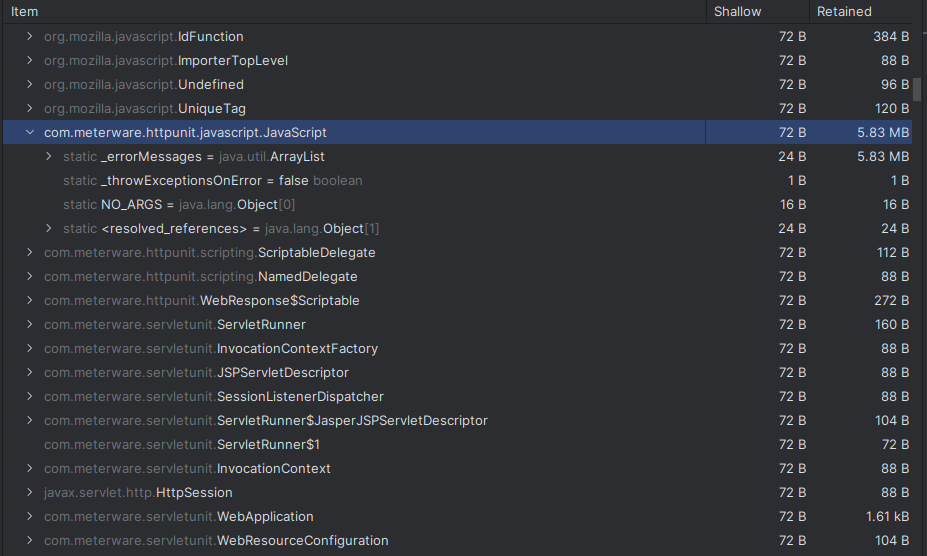 Item Shallow Retained
org.mozilla.javascript.IdFunction 72 B 384 B
org.mozilla.javascript.ImporterTopLevel 72 B 88 B
org.mozilla.javascript.Undefined 72 B 96 B
org.mozilla.javascript.UniqueTag 72 B 120 B
com.meterware.httpunit.javascript.JavaScript 72 B 5.83 MB
static _errorMessages = java.util.ArrayList 24 B 5.83 MB
static _throwExceptionsOnError = false boolean 1 B 1 B
static NO_ARGS = java.lang.Object[0] 16 B 16 B
static <resolved_references> = java.lang.Object[1] 24 B 24 B
com.meterware.httpunit.scripting.ScriptableDelegate 72 B 112 B
com.meterware.httpunit.scripting.NamedDelegate 72 B 88 B
com.meterware.httpunit.WebResponse$Scriptable 72 B 272 B
com.meterware.servletunit.ServletRunner 72 B 160 B
com.meterware.servletunit.InvocationContextFactory 72 B 88 B
com.meterware.servletunit.JSPServletDescriptor 72 B 88 B
com.meterware.servletunit.SessionListenerDispatcher 72 B 88 B
com.meterware.servletunit.ServletRunner$JasperJSPServletDescriptor 72 B 104 B
com.meterware.servletunit.ServletRunner$1 72 B 72 B
com.meterware.servletunit.InvocationContext 72 B 88 B
javax.servlet.http.HttpSession 72 B 88 B
com.meterware.servletunit.WebApplication 72 B 1.61 kB
com.meterware.servletunit.WebResourceConfiguration 72 B 104 B